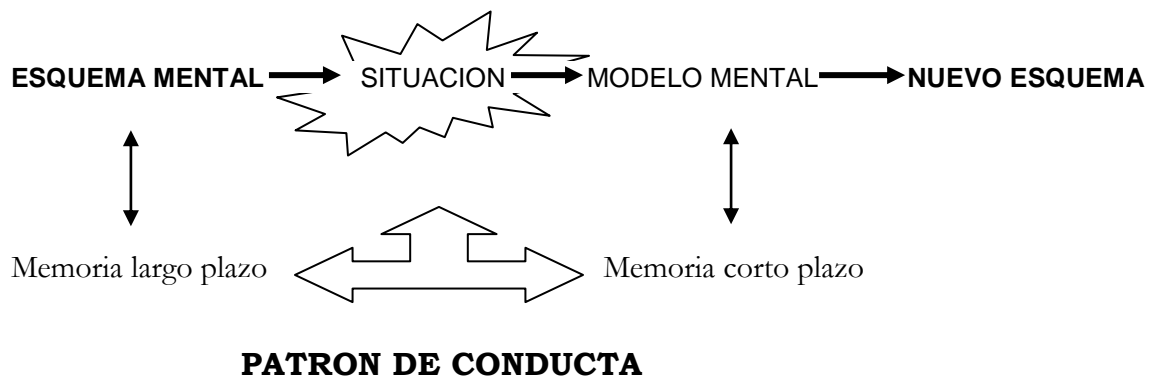 ESQUEMA MENTAL SITUACION MODELO MENTAL NUEVO ESQUEMA
Memoria largo plazo Memoria corto plazo
PATRON DE CONDUCTA